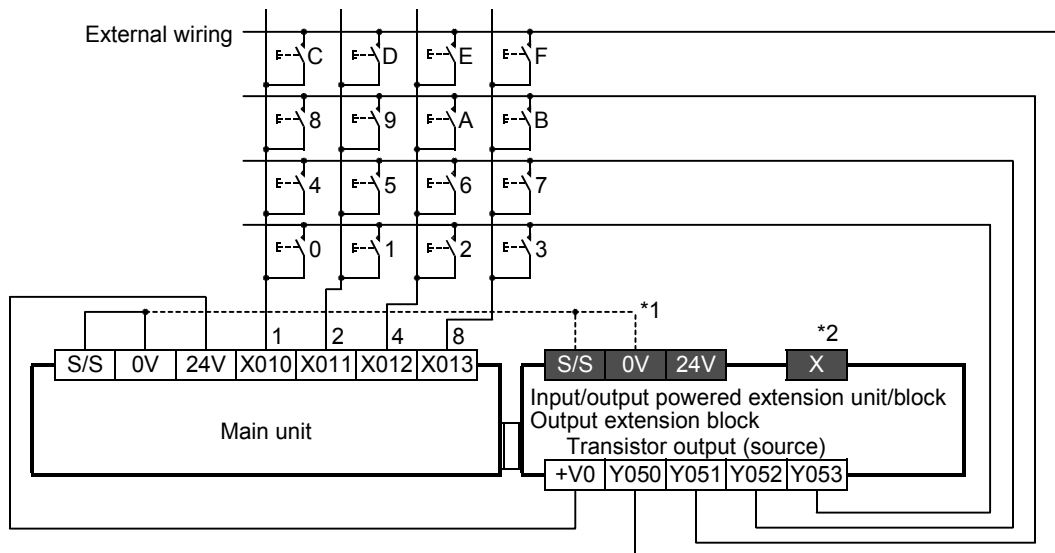 External wiring
C D E F
8 9 A B
4 5 6 7
0 1 2 3
*1
1 2 4 8
*2
S/S 0V 24V X010 X011 X012 X013
S/S 0V 24V X
Main unit
Input/output powered extension unit/block
Output extension block
Transistor output (source)
+V0 Y050 Y051 Y052 Y053